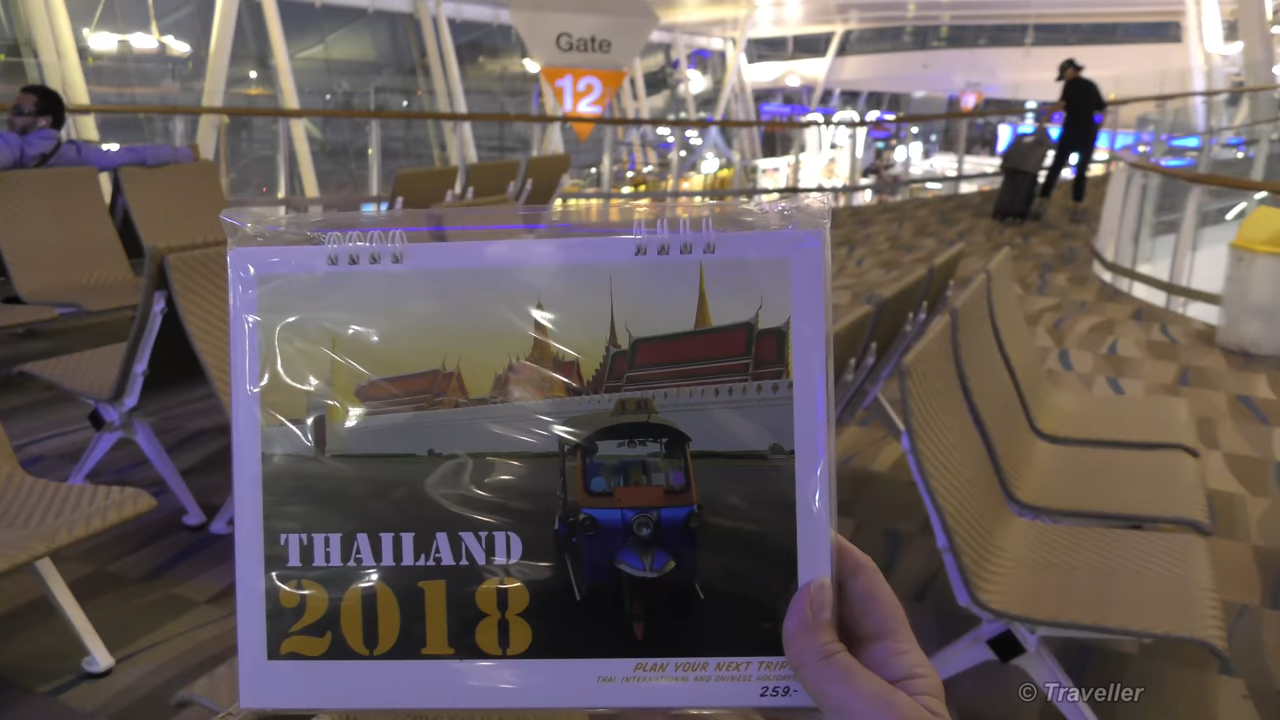 Gate
12
THAILAND
2018
PLAN YOUR NEXT TRIP!
THAI, INTERNATIONAL AND CHINESE HOLIDAYS
259.-
© Traveller